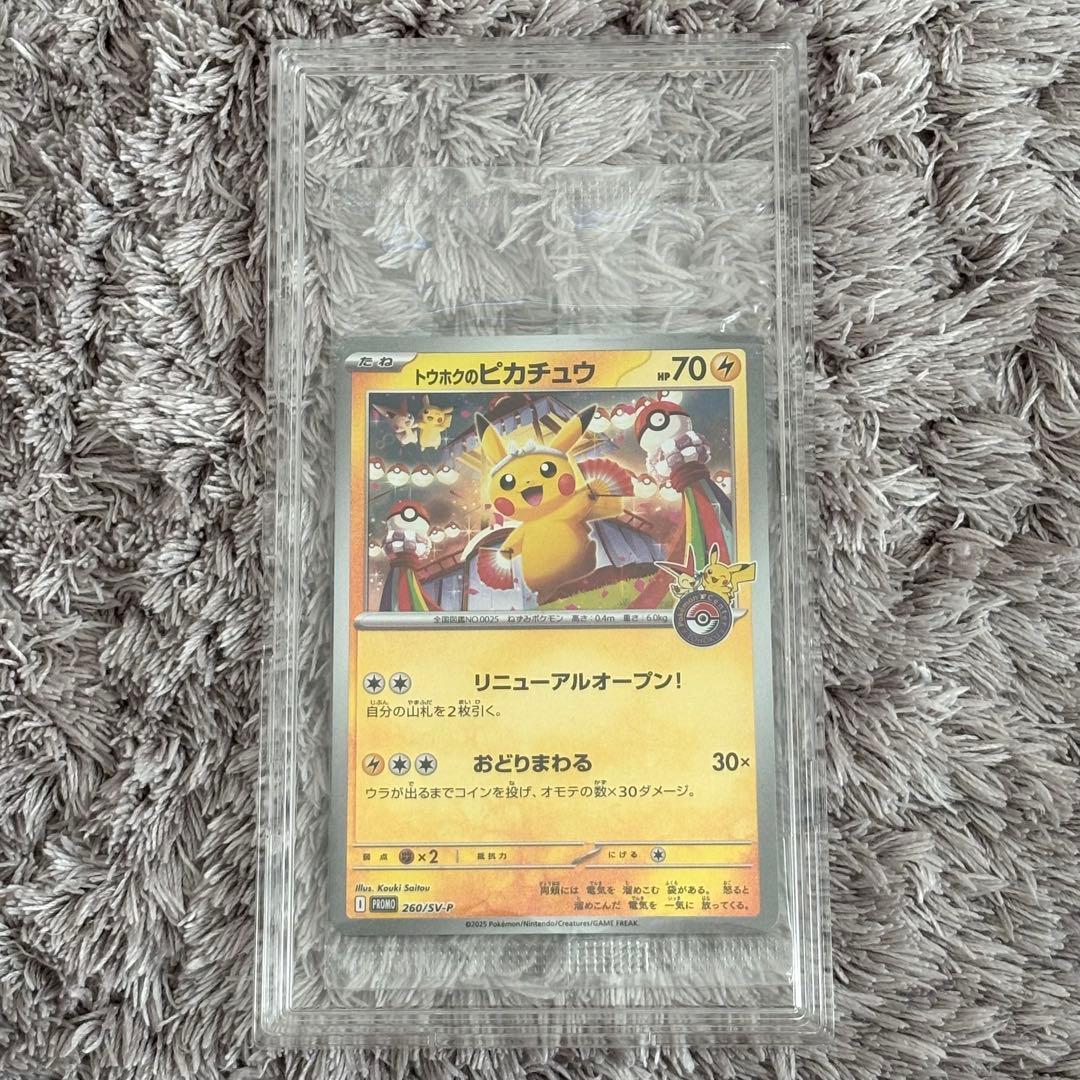 たね
トウホクのピカチュウ
HP 70
Pokémon Center
TOHOKU
全国図鑑NO.0025 ねずみポケモン 高さ:0.4m 重さ:6.0kg
リニューアルオープン!
自分の山札を2枚引く。
おどりまわる 30×
ウラが出るまでコインを投げ、オモテの数×30ダメージ。
弱点 ×2 抵抗力 にげる
Illus. Kouki Saitou
両頬には 電気を 溜めこむ 袋がある。 怒ると
溜めこんだ 電気を 一気に 放ってくる。
I PROMO 260/SV-P
©2025 Pokémon/Nintendo/Creatures/GAME FREAK.